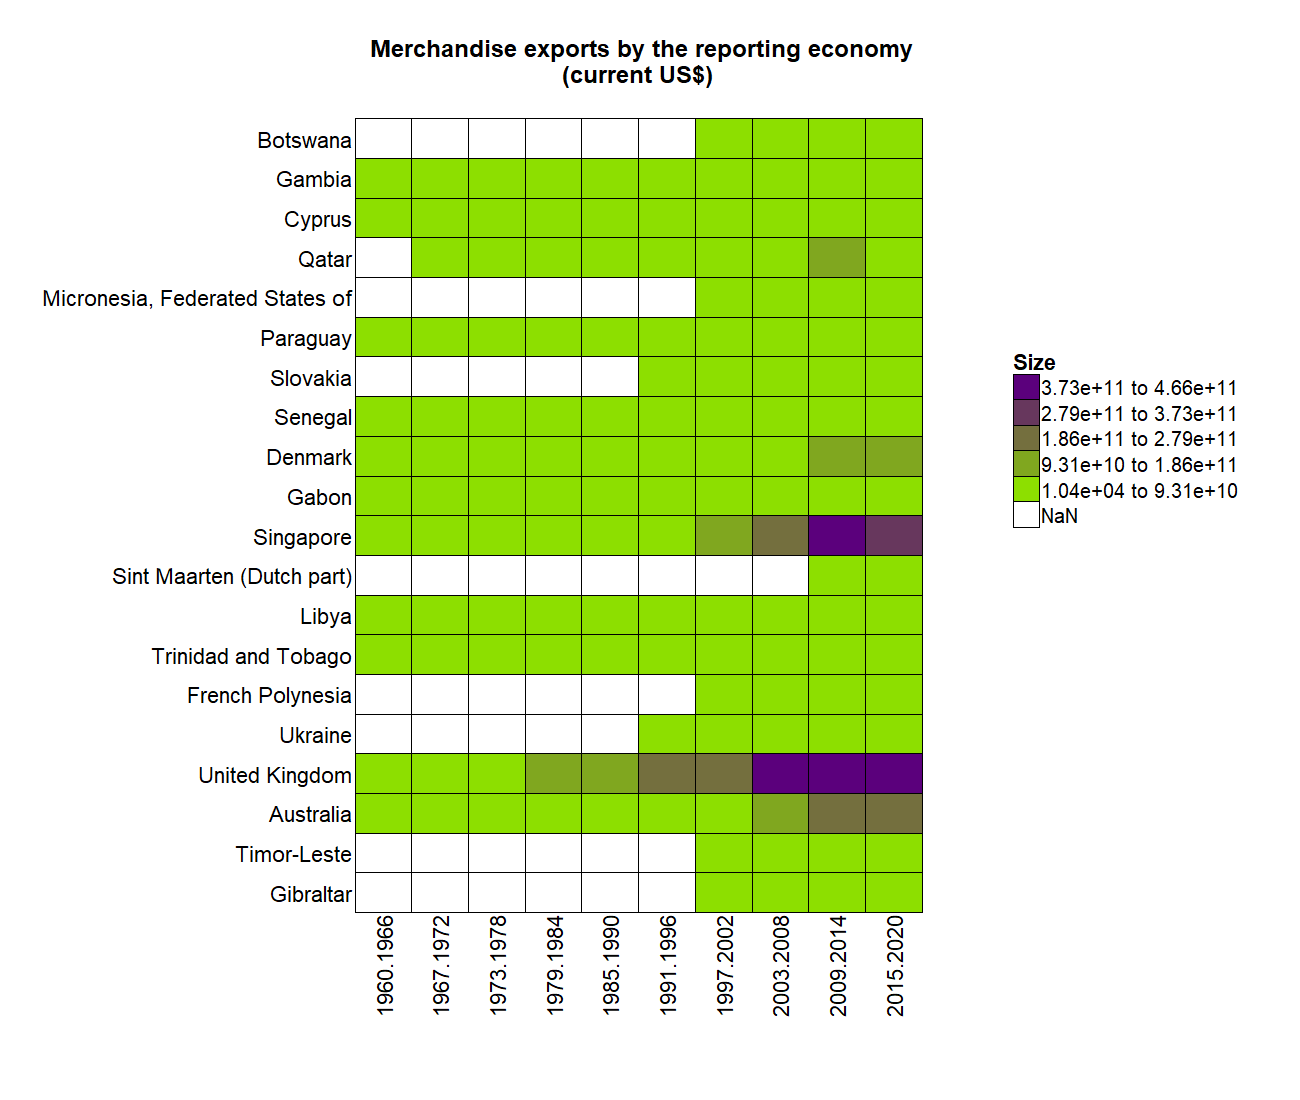 Merchandise exports by the reporting economy
(current US$)
Botswana
Gambia
Cyprus
Qatar
Micronesia, Federated States of
Paraguay
Slovakia
Senegal
Denmark
Gabon
Singapore
Sint Maarten (Dutch part)
Libya
Trinidad and Tobago
French Polynesia
Ukraine
United Kingdom
Australia
Timor-Leste
Gibraltar
1960.1966
1967.1972
1973.1978
1979.1984
1985.1990
1991.1996
1997.2002
2003.2008
2009.2014
2015.2020
Size
3.73e+11 to 4.66e+11
2.79e+11 to 3.73e+11
1.86e+11 to 2.79e+11
9.31e+10 to 1.86e+11
1.04e+04 to 9.31e+10
NaN